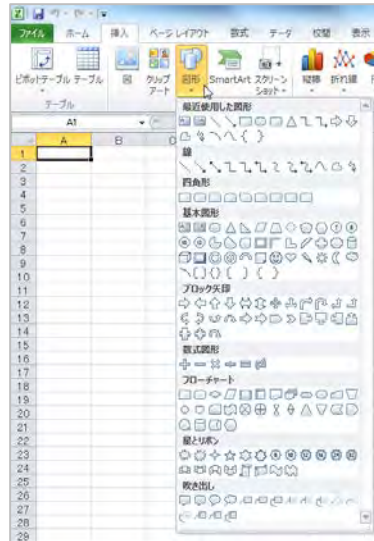 ファイル ホーム 挿入 ページ レイアウト 数式 データ 校閲 表示
ピボットテーブル テーブル 図 クリップ アート 図形 SmartArt スクリーン ショット 縦棒 折れ線
テーブル
A1
A B
1
最近使用した図形
2
線
3
四角形
4
5
基本図形
6
7
8
9
10
11
ブロック矢印
12
13
14
15
数式図形
16
17
フローチャート
18
19
20
21
22
星とリボン
23
24
25
吹き出し
26
27
28
29